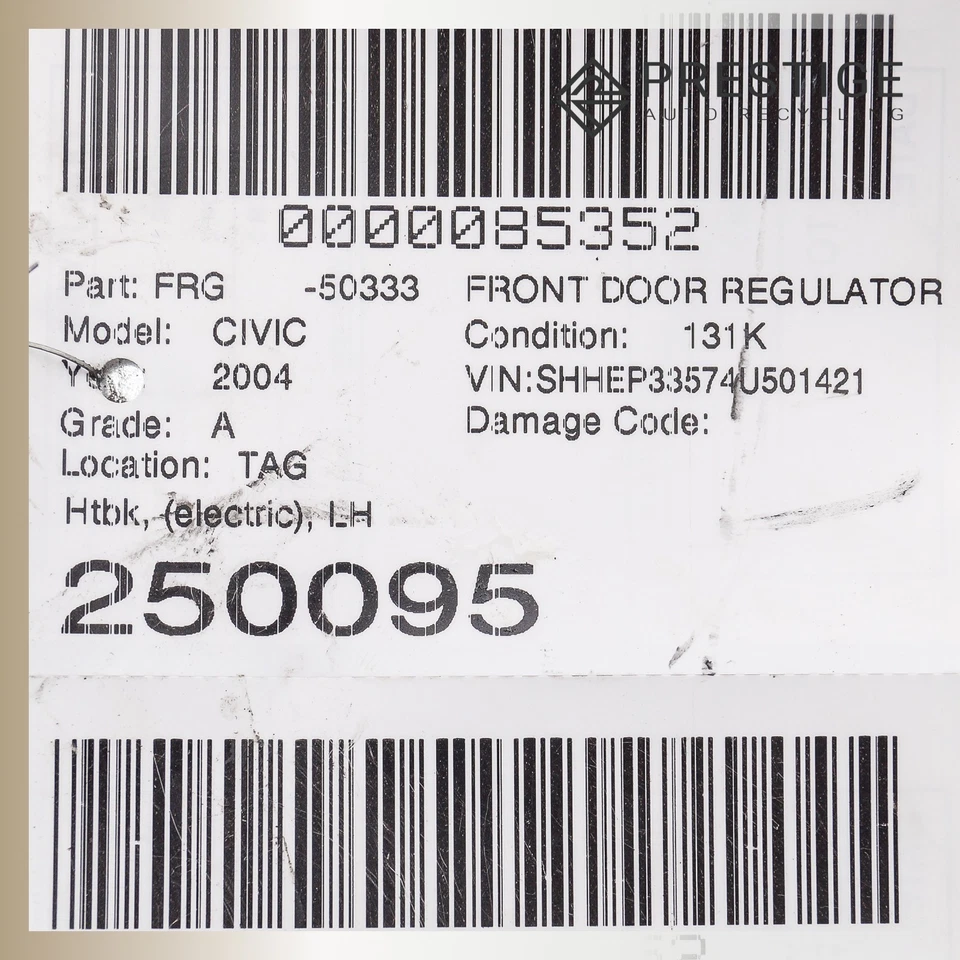 PRESTIGE
AUTO RECYCLING
0000085352
Part: FRG -50333 FRONT DOOR REGULATOR
Model: CIVIC Condition: 131K
2004 VIN:SHHEP33574U501421
Grade: A Damage Code:
Location: TAG
Htbk, (electric), LH
250095